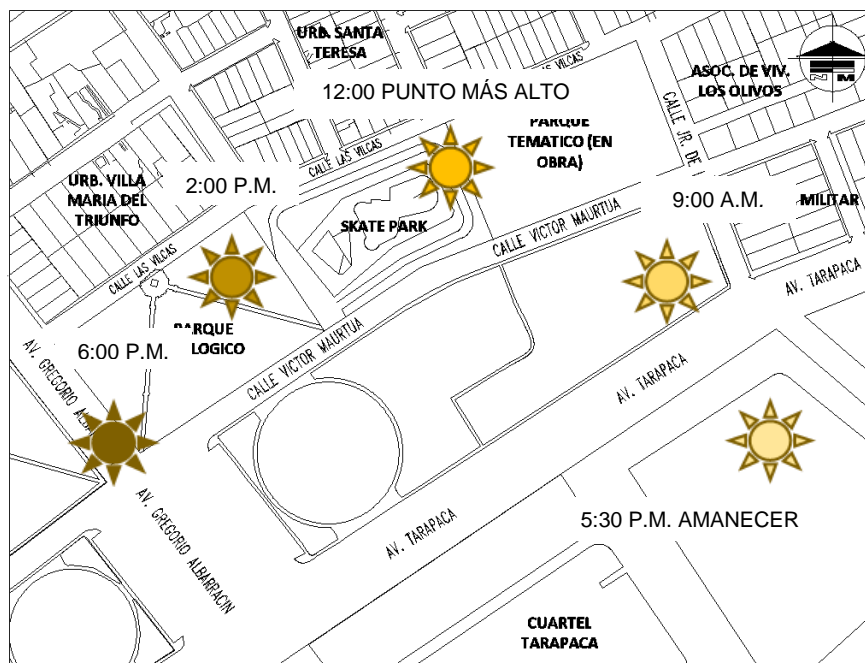 URB. SANTA
TERESA
12:00 PUNTO MÁS ALTO
CALLE LAS VILCAS
ASOC. DE VIV.
LOS OLIVOS
N M
PARQUE
TEMATICO (EN
OBRA)
CALLE JR. DE
CALLE LAS VILCAS
URB. VILLA
MARIA DEL
TRIUNFO
2:00 P.M.
9:00 A.M.
MILITAR
SKATE PARK
CALLE VICTOR MAURTUA
CALLE LAS VILCAS
AV. TARAPACA
PARQUE
LOGICO
6:00 P.M.
AV. GREGORIO
CALLE VICTOR MAURTUA
AV. TARAPACA
AV. GREGORIO ALBARRACIN
AV. TARAPACA
5:30 P.M. AMANECER
CUARTEL
TARAPACA